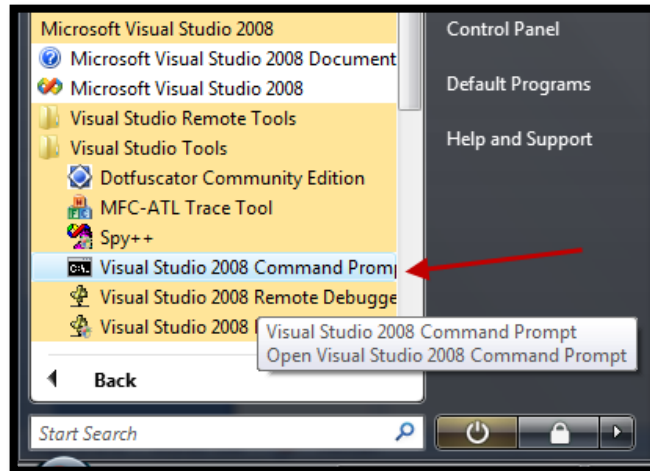 Microsoft Visual Studio 2008
Microsoft Visual Studio 2008 Document
Microsoft Visual Studio 2008
Visual Studio Remote Tools
Visual Studio Tools
Dotfuscator Community Edition
MFC-ATL Trace Tool
Spy++
Visual Studio 2008 Command Prom
Visual Studio 2008 Remote Debugge
Visual Studio 2008
Visual Studio 2008 Command Prompt
Open Visual Studio 2008 Command Prompt
Back
Start Search
Control Panel
Default Programs
Help and Support